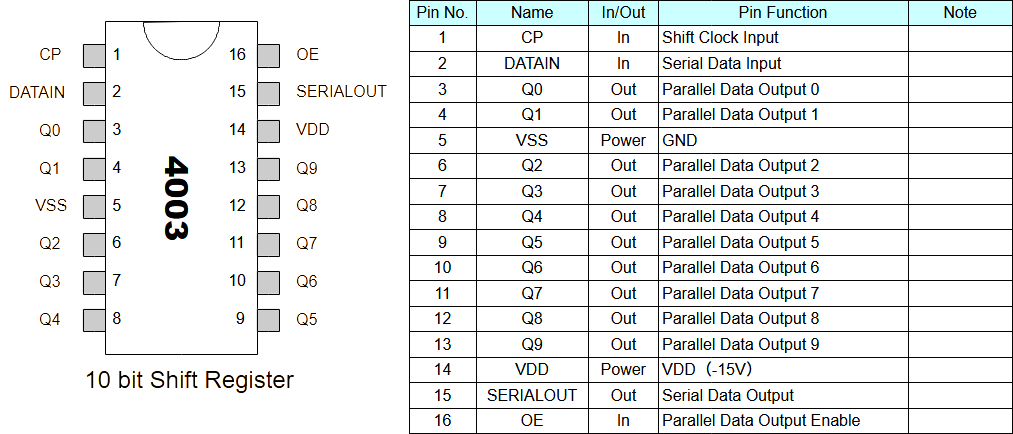 CP 1 16 OE
DATAIN 2 15 SERIALOUT
Q0 3 14 VDD
Q1 4 13 Q9
VSS 5 12 Q8
Q2 6 11 Q7
Q3 7 10 Q6
Q4 8 9 Q5
4003
10 bit Shift Register
Pin No. Name In/Out Pin Function Note
1 CP In Shift Clock Input
2 DATAIN In Serial Data Input
3 Q0 Out Parallel Data Output 0
4 Q1 Out Parallel Data Output 1
5 VSS Power GND
6 Q2 Out Parallel Data Output 2
7 Q3 Out Parallel Data Output 3
8 Q4 Out Parallel Data Output 4
9 Q5 Out Parallel Data Output 5
10 Q6 Out Parallel Data Output 6
11 Q7 Out Parallel Data Output 7
12 Q8 Out Parallel Data Output 8
13 Q9 Out Parallel Data Output 9
14 VDD Power VDD（-15V）
15 SERIALOUT Out Serial Data Output
16 OE In Parallel Data Output Enable